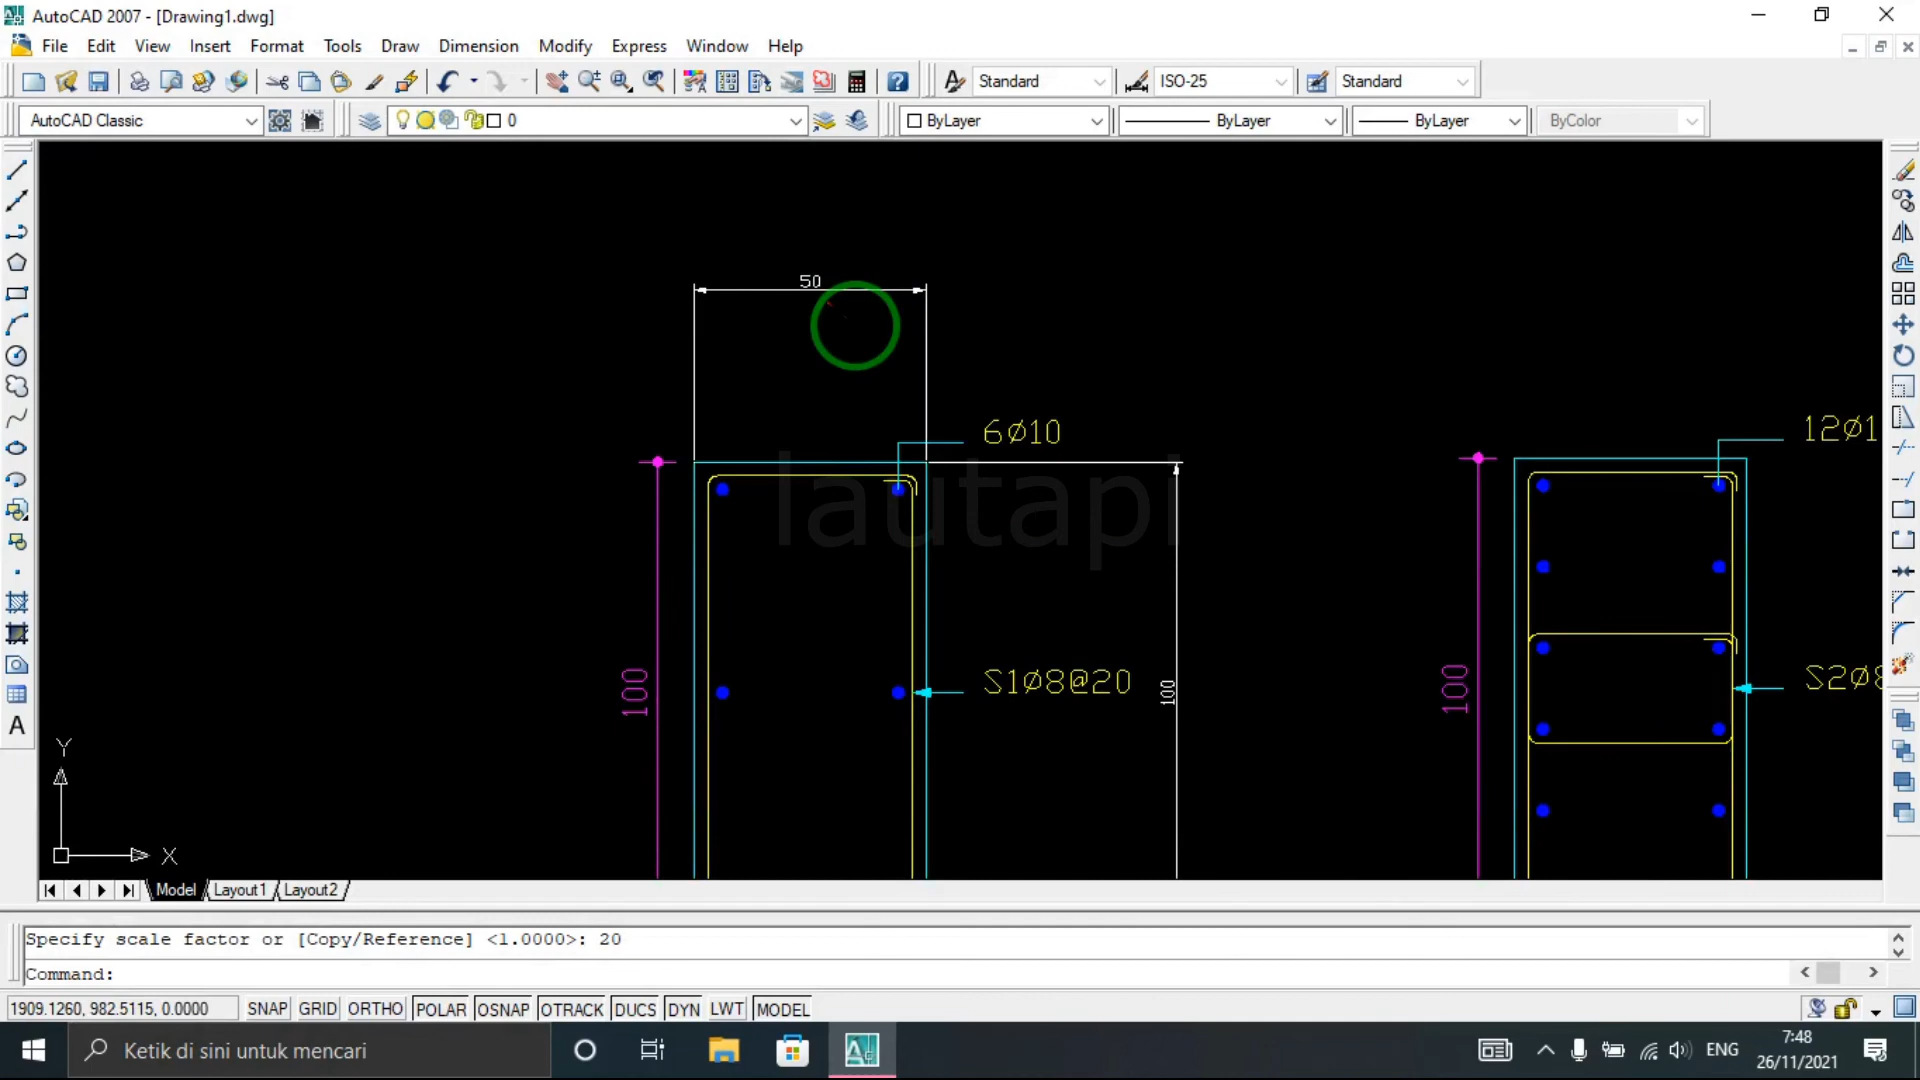 AutoCAD 2007 - [Drawing1.dwg]
File Edit View Insert Format Tools Draw Dimension Modify Express Window Help
Standard ISO-25 Standard
AutoCAD Classic 0 ByLayer ByLayer ByLayer ByColor
50
6Ø10
12Ø1
lautapi
100
S1Ø8@20
100
100
S2Ø8
Y
X
Model Layout1 Layout2
Specify scale factor or [Copy/Reference] <1.0000>: 20
Command:
1909.1260, 982.5115, 0.0000 SNAP GRID ORTHO POLAR OSNAP OTRACK DUCS DYN LWT MODEL
Ketik di sini untuk mencari
ENG
7:48
26/11/2021